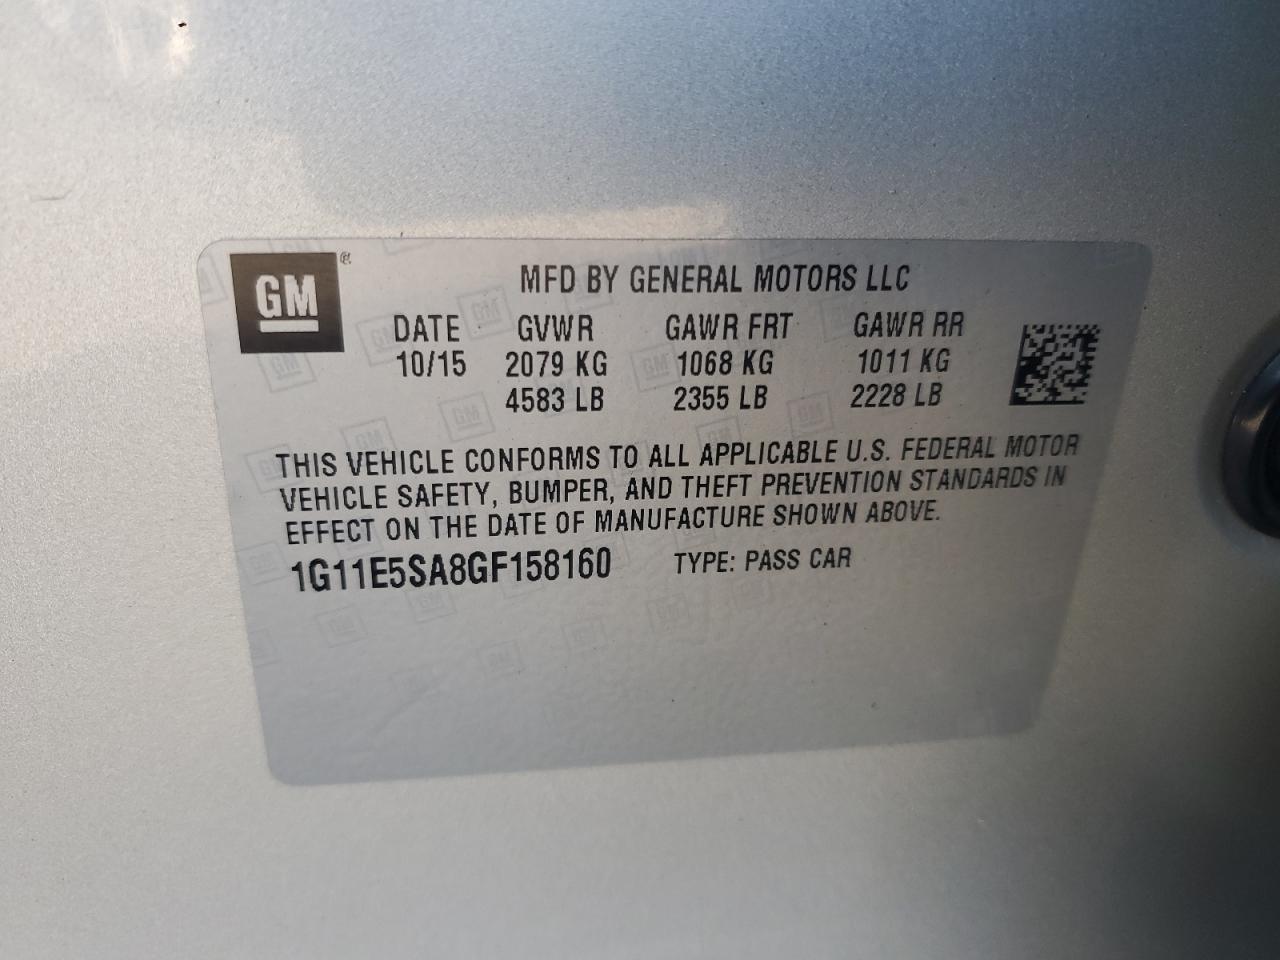 GM®
MFD BY GENERAL MOTORS LLC
DATE GVWR GAWR FRT GAWR RR
10/15 2079 KG 1068 KG 1011 KG
4583 LB 2355 LB 2228 LB
THIS VEHICLE CONFORMS TO ALL APPLICABLE U.S. FEDERAL MOTOR
VEHICLE SAFETY, BUMPER, AND THEFT PREVENTION STANDARDS IN
EFFECT ON THE DATE OF MANUFACTURE SHOWN ABOVE.
1G11E5SA8GF158160 TYPE: PASS CAR